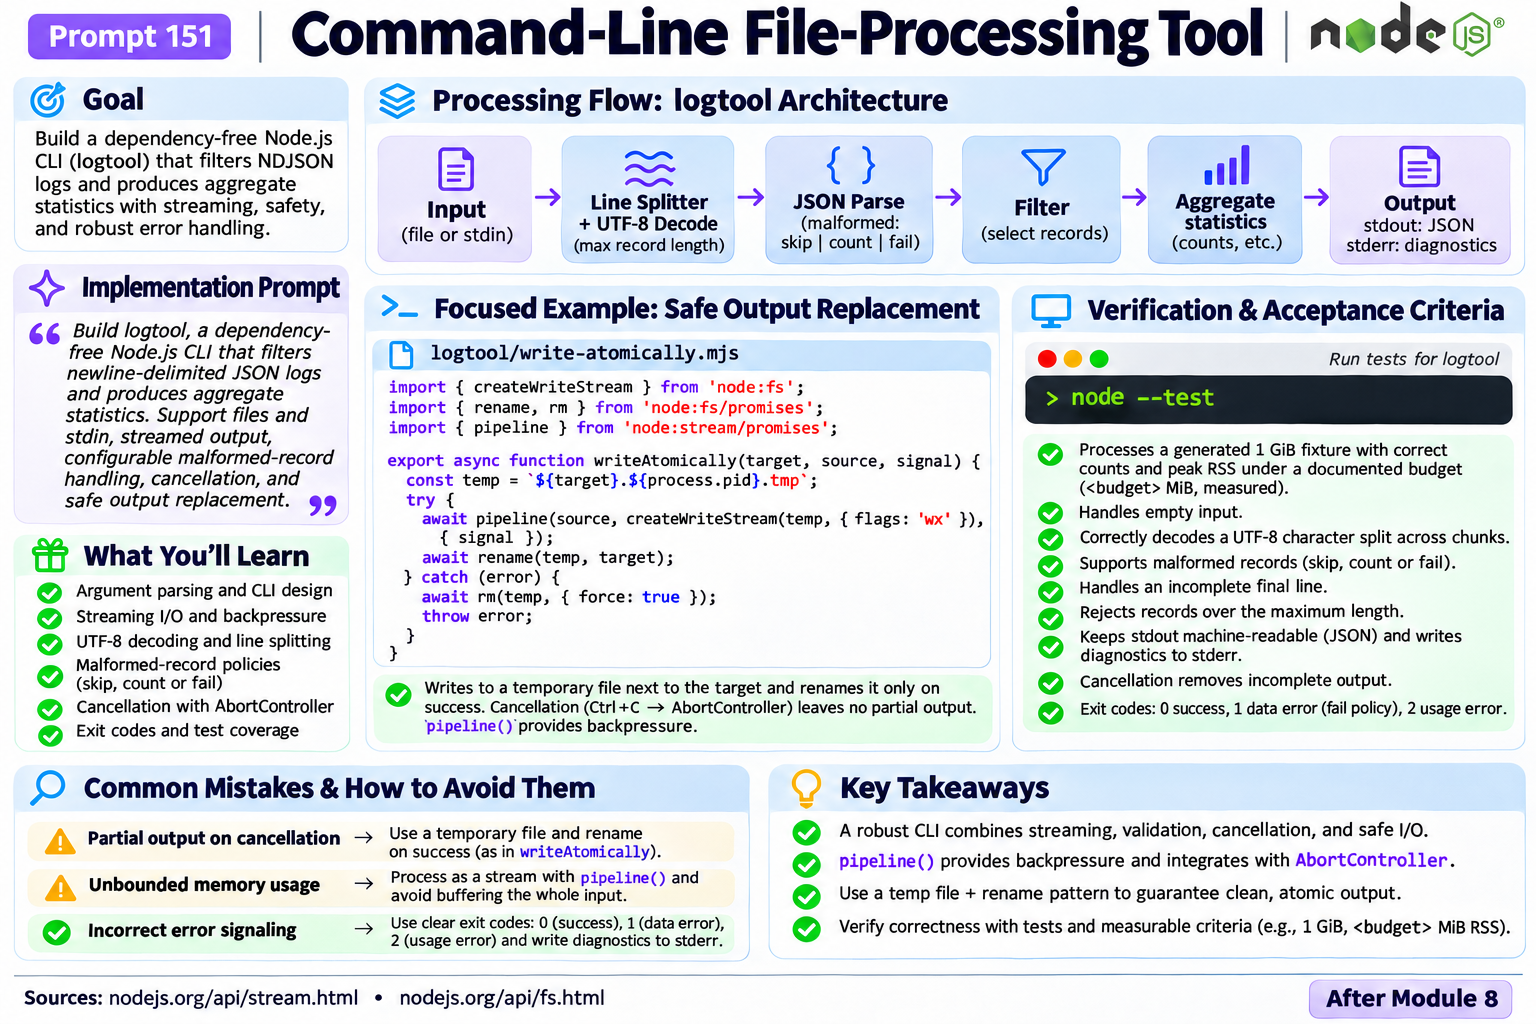 Prompt 151
Command-Line File-Processing Tool
node JS ®
Goal
Build a dependency-free Node.js
CLI (logtool) that filters NDJSON
logs and produces aggregate
statistics with streaming, safety,
and robust error handling.
Processing Flow: logtool Architecture
Input
(file or stdin)
Line Splitter
+ UTF-8 Decode
(max record length)
{ }
JSON Parse
(malformed:
skip | count | fail)
Filter
(select records)
Aggregate
statistics
(counts, etc.)
Output
stdout: JSON
stderr: diagnostics
Implementation Prompt
“ Build logtool, a dependency-
free Node.js CLI that filters
newline-delimited JSON logs
and produces aggregate
statistics. Support files and
stdin, streamed output,
configurable malformed-record
handling, cancellation, and
safe output replacement. ”
What You’ll Learn
Argument parsing and CLI design
Streaming I/O and backpressure
UTF-8 decoding and line splitting
Malformed-record policies
(skip, count or fail)
Cancellation with AbortController
Exit codes and test coverage
Focused Example: Safe Output Replacement
logtool/write-atomically.mjs
import { createWriteStream } from 'node:fs';
import { rename, rm } from 'node:fs/promises';
import { pipeline } from 'node:stream/promises';
export async function writeAtomically(target, source, signal) {
const temp = `${target}.${process.pid}.tmp`;
try {
await pipeline(source, createWriteStream(temp, { flags: 'wx' }),
{ signal });
await rename(temp, target);
} catch (error) {
await rm(temp, { force: true });
throw error;
}
}
Writes to a temporary file next to the target and renames it only on
success. Cancellation (Ctrl+C → AbortController) leaves no partial output.
`pipeline()` provides backpressure.
Verification & Acceptance Criteria
Run tests for logtool
> node --test
Processes a generated 1 GiB fixture with correct
counts and peak RSS under a documented budget
(<budget> MiB, measured).
Handles empty input.
Correctly decodes a UTF-8 character split across chunks.
Supports malformed records (skip, count or fail).
Handles an incomplete final line.
Rejects records over the maximum length.
Keeps stdout machine-readable (JSON) and writes
diagnostics to stderr.
Cancellation removes incomplete output.
Exit codes: 0 success, 1 data error (fail policy), 2 usage error.
Common Mistakes & How to Avoid Them
Partial output on cancellation → Use a temporary file and rename
on success (as in writeAtomically).
Unbounded memory usage → Process as a stream with pipeline() and
avoid buffering the whole input.
Incorrect error signaling → Use clear exit codes: 0 (success), 1 (data error),
2 (usage error) and write diagnostics to stderr.
Key Takeaways
A robust CLI combines streaming, validation, cancellation, and safe I/O.
pipeline() provides backpressure and integrates with AbortController.
Use a temp file + rename pattern to guarantee clean, atomic output.
Verify correctness with tests and measurable criteria (e.g., 1 GiB, <budget> MiB RSS).
Sources: nodejs.org/api/stream.html • nodejs.org/api/fs.html
After Module 8